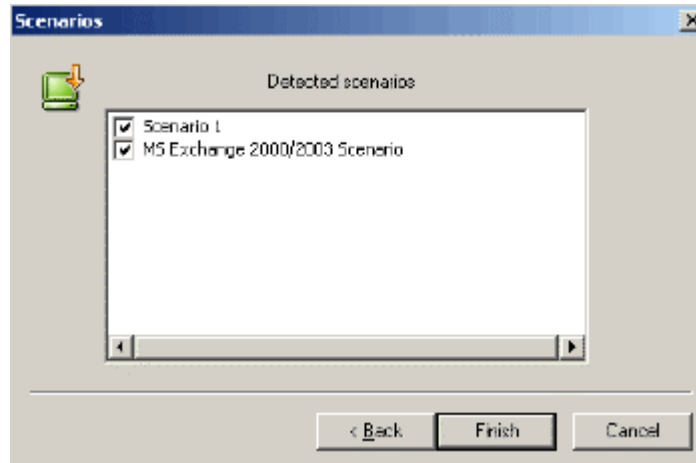 Scenarios
Detected scenarios
Scenario 1
MS Exchange 2000/2003 Scenario
< Back
Finish
Cancel